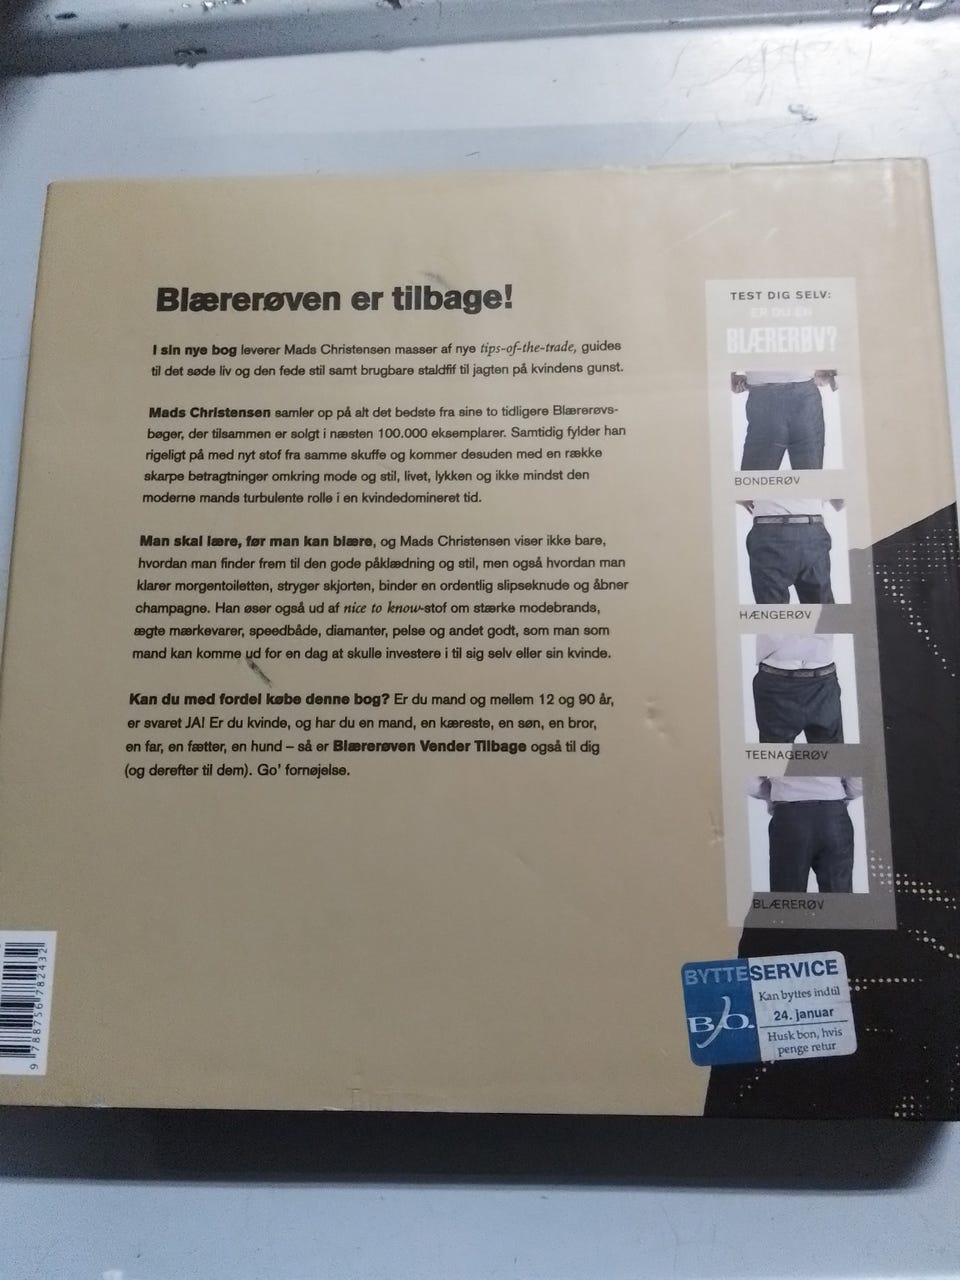 Blærerøven er tilbage!
I sin nye bog leverer Mads Christensen masser af nye tips-of-the-trade, guides
til det søde liv og den fede stil samt brugbare staldfif til jagten på kvindens gunst.
Mads Christensen samler op på alt det bedste fra sine to tidligere Blærerøvs-
bøger, der tilsammen er solgt i næsten 100.000 eksemplarer. Samtidig fylder han
rigeligt på med nyt stof fra samme skuffe og kommer desuden med en række
skarpe betragtninger omkring mode og stil, livet, lykken og ikke mindst den
moderne mands turbulente rolle i en kvindedomineret tid.
Man skal lære, før man kan blære, og Mads Christensen viser ikke bare,
hvordan man finder frem til den gode påklædning og stil, men også hvordan man
klarer morgentoiletten, stryger skjorten, binder en ordentlig slipseknude og åbner
champagne. Han øser også ud af nice to know-stof om stærke modebrands,
ægte mærkevarer, speedbåde, diamanter, pelse og andet godt, som man som
mand kan komme ud for en dag at skulle investere i til sig selv eller sin kvinde.
Kan du med fordel købe denne bog? Er du mand og mellem 12 og 90 år,
er svaret JA! Er du kvinde, og har du en mand, en kæreste, en søn, en bror,
en far, en fætter, en hund – så er Blærerøven Vender Tilbage også til dig
(og derefter til dem). Go' fornøjelse.
TEST DIG SELV:
ER DU EN
BLÆRERØV?
BONDERØV
HÆNGERØV
TEENAGERØV
BLÆRERØV
BYTTESERVICE
B.O.
Kan byttes indtil
24. januar
Husk bon, hvis
penge retur
9 788756 782432